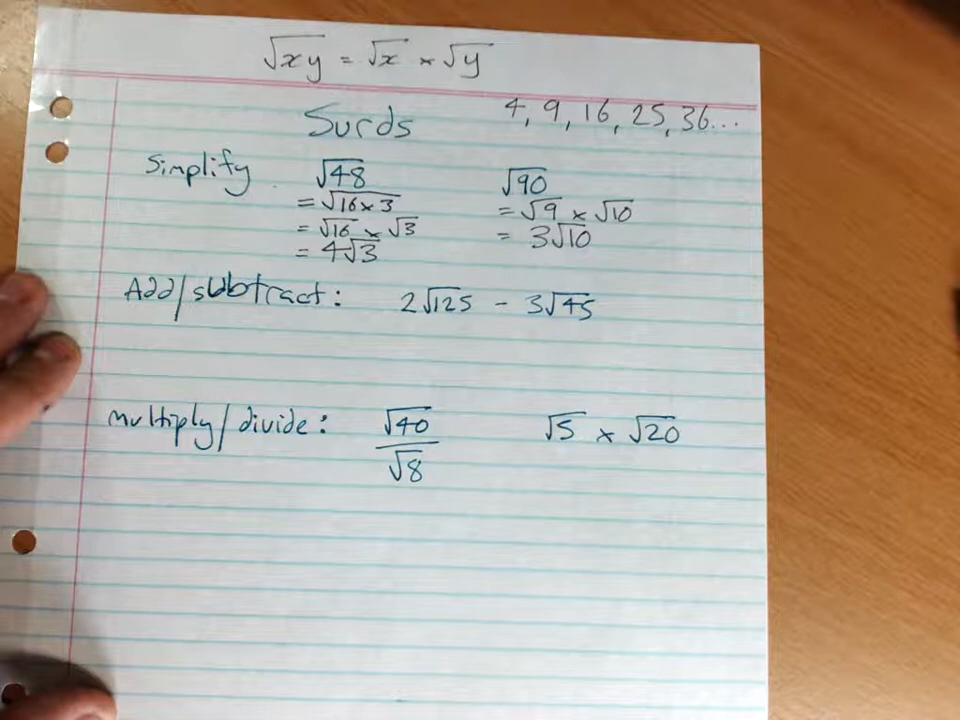 √xy = √x × √y
Surds 4, 9, 16, 25, 36...
Simplify √48 √90
= √16×3 = √9 × √10
= √16 × √3 = 3√10
= 4√3
Add/subtract: 2√125 - 3√45
multiply/divide: √40/√8 √5 × √20